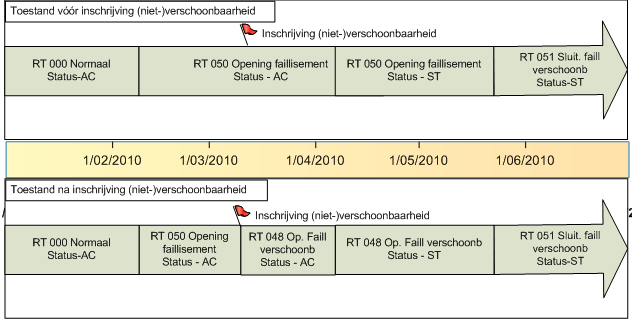 Toestand vóór inschrijving (niet-)verschoonbaarheid
Inschrijving (niet-)verschoonbaarheid
RT 000 Normaal
Status-AC
RT 050 Opening faillisement
Status - AC
RT 050 Opening faillisement
Status - ST
RT 051 Sluit. faill
verschoonb
Status-ST
1/02/2010
1/03/2010
1/04/2010
1/05/2010
1/06/2010
Toestand na inschrijving (niet-)verschoonbaarheid
Inschrijving (niet-)verschoonbaarheid
RT 000 Normaal
Status-AC
RT 050 Opening
faillisement
Status - AC
RT 048 Op. Faill
verschoonb
Status - AC
RT 048 Op. Faill verschoonb
Status - ST
RT 051 Sluit. faill
verschoonb
Status-ST